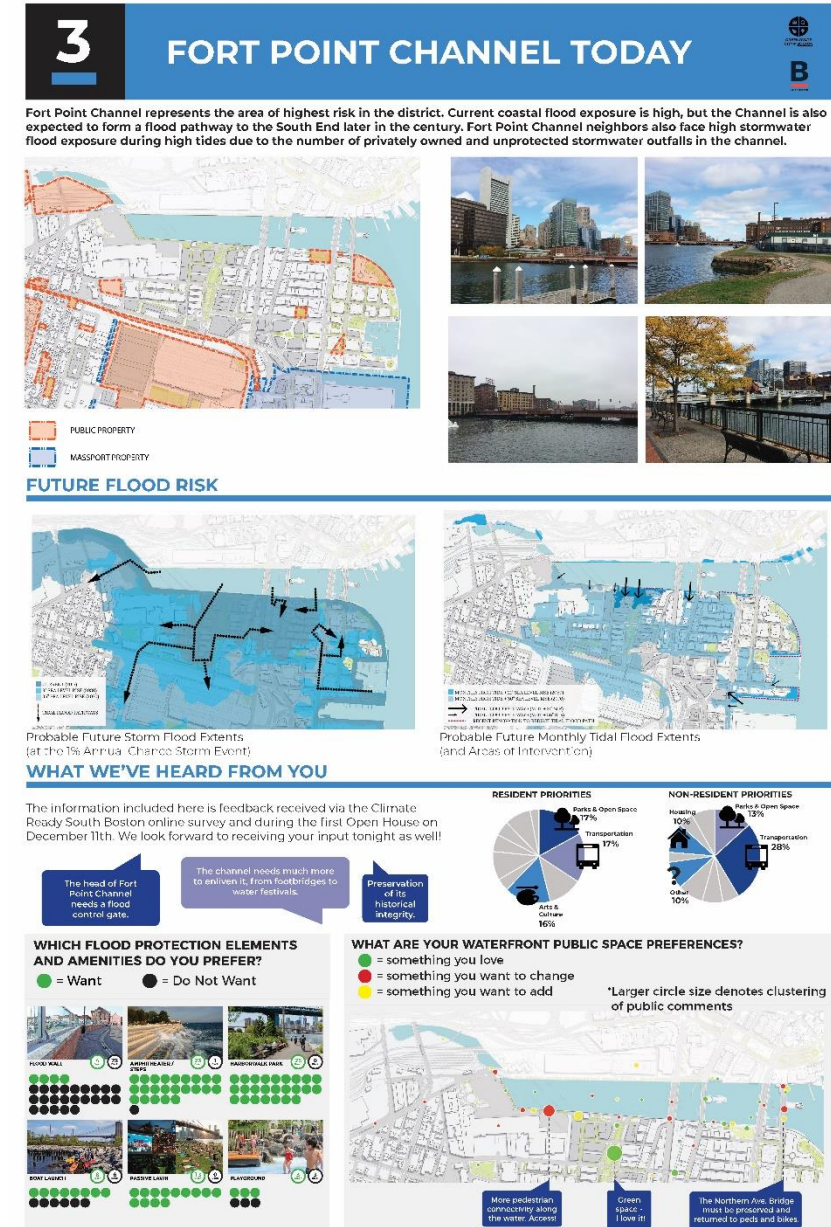 3
FORT POINT CHANNEL TODAY
B
Fort Point Channel represents the area of highest risk in the district. Current coastal flood exposure is high, but the Channel is also
expected to form a flood pathway to the South End later in the century. Fort Point Channel neighbors also face high stormwater
flood exposure during high tides due to the number of privately owned and unprotected stormwater outfalls in the channel.
PUBLIC PROPERTY
MASSPORT PROPERTY
FUTURE FLOOD RISK
Probable Future Storm Flood Extents
(at the 1% Annual Chance Storm Event)
Probable Future Monthly Tidal Flood Extents
(and Areas of Intervention)
WHAT WE'VE HEARD FROM YOU
The information included here is feedback received via the Climate
Ready South Boston online survey and during the first Open House on
December 11th. We look forward to receiving your input tonight as well!
The head of Fort
Point Channel
needs a flood
control gate.
The channel needs much more
to enliven it, from footbridges to
water festivals.
Preservation
of its
historical
integrity.
RESIDENT PRIORITIES
Parks & Open Space
17%
Transportation
17%
Arts &
Culture
16%
NON-RESIDENT PRIORITIES
Housing
10%
Parks & Open Space
13%
Transportation
28%
?
Other
10%
WHICH FLOOD PROTECTION ELEMENTS
AND AMENITIES DO YOU PREFER?
= Want
= Do Not Want
FLOOD WALL
AMPHITHEATER/
STEPS
HARBORWALK PARK
BOAT LAUNCH
PASSIVE LAWN
PLAYGROUND
WHAT ARE YOUR WATERFRONT PUBLIC SPACE PREFERENCES?
= something you love
= something you want to change
= something you want to add
*Larger circle size denotes clustering
of public comments
More pedestrian
connectivity along
the water. Access!
Green
space -
I love it!
The Northern Ave. Bridge
must be preserved and
returned to peds and bikes.